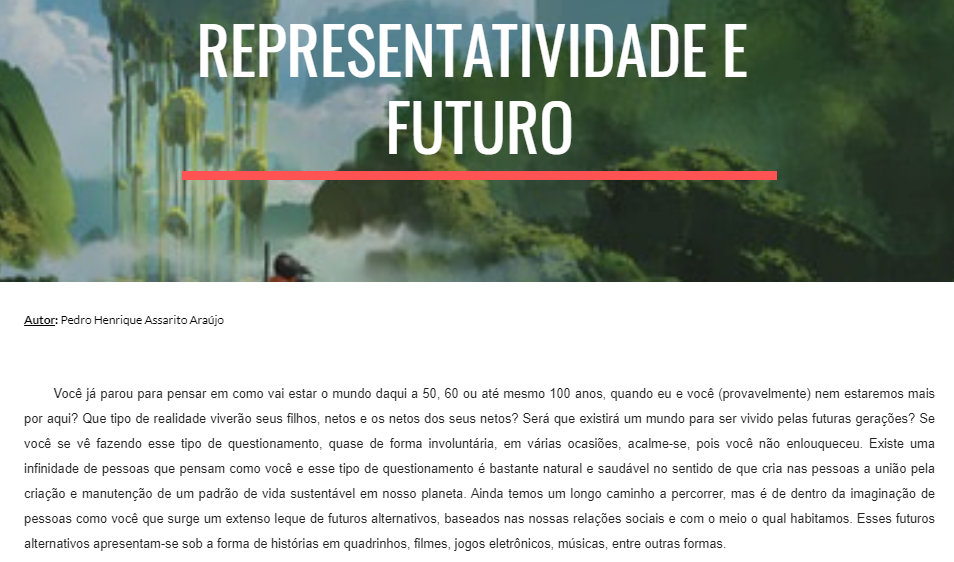 REPRESENTATIVIDADE E
FUTURO
Autor: Pedro Henrique Assarito Araújo
Você já parou para pensar em como vai estar o mundo daqui a 50, 60 ou até mesmo 100 anos, quando eu e você (provavelmente) nem estaremos mais
por aqui? Que tipo de realidade viverão seus filhos, netos e os netos dos seus netos? Será que existirá um mundo para ser vivido pelas futuras gerações? Se
você se vê fazendo esse tipo de questionamento, quase de forma involuntária, em várias ocasiões, acalme-se, pois você não enlouqueceu. Existe uma
infinidade de pessoas que pensam como você e esse tipo de questionamento é bastante natural e saudável no sentido de que cria nas pessoas a união pela
criação e manutenção de um padrão de vida sustentável em nosso planeta. Ainda temos um longo caminho a percorrer, mas é de dentro da imaginação de
pessoas como você que surge um extenso leque de futuros alternativos, baseados nas nossas relações sociais e com o meio o qual habitamos. Esses futuros
alternativos apresentam-se sob a forma de histórias em quadrinhos, filmes, jogos eletrônicos, músicas, entre outras formas.